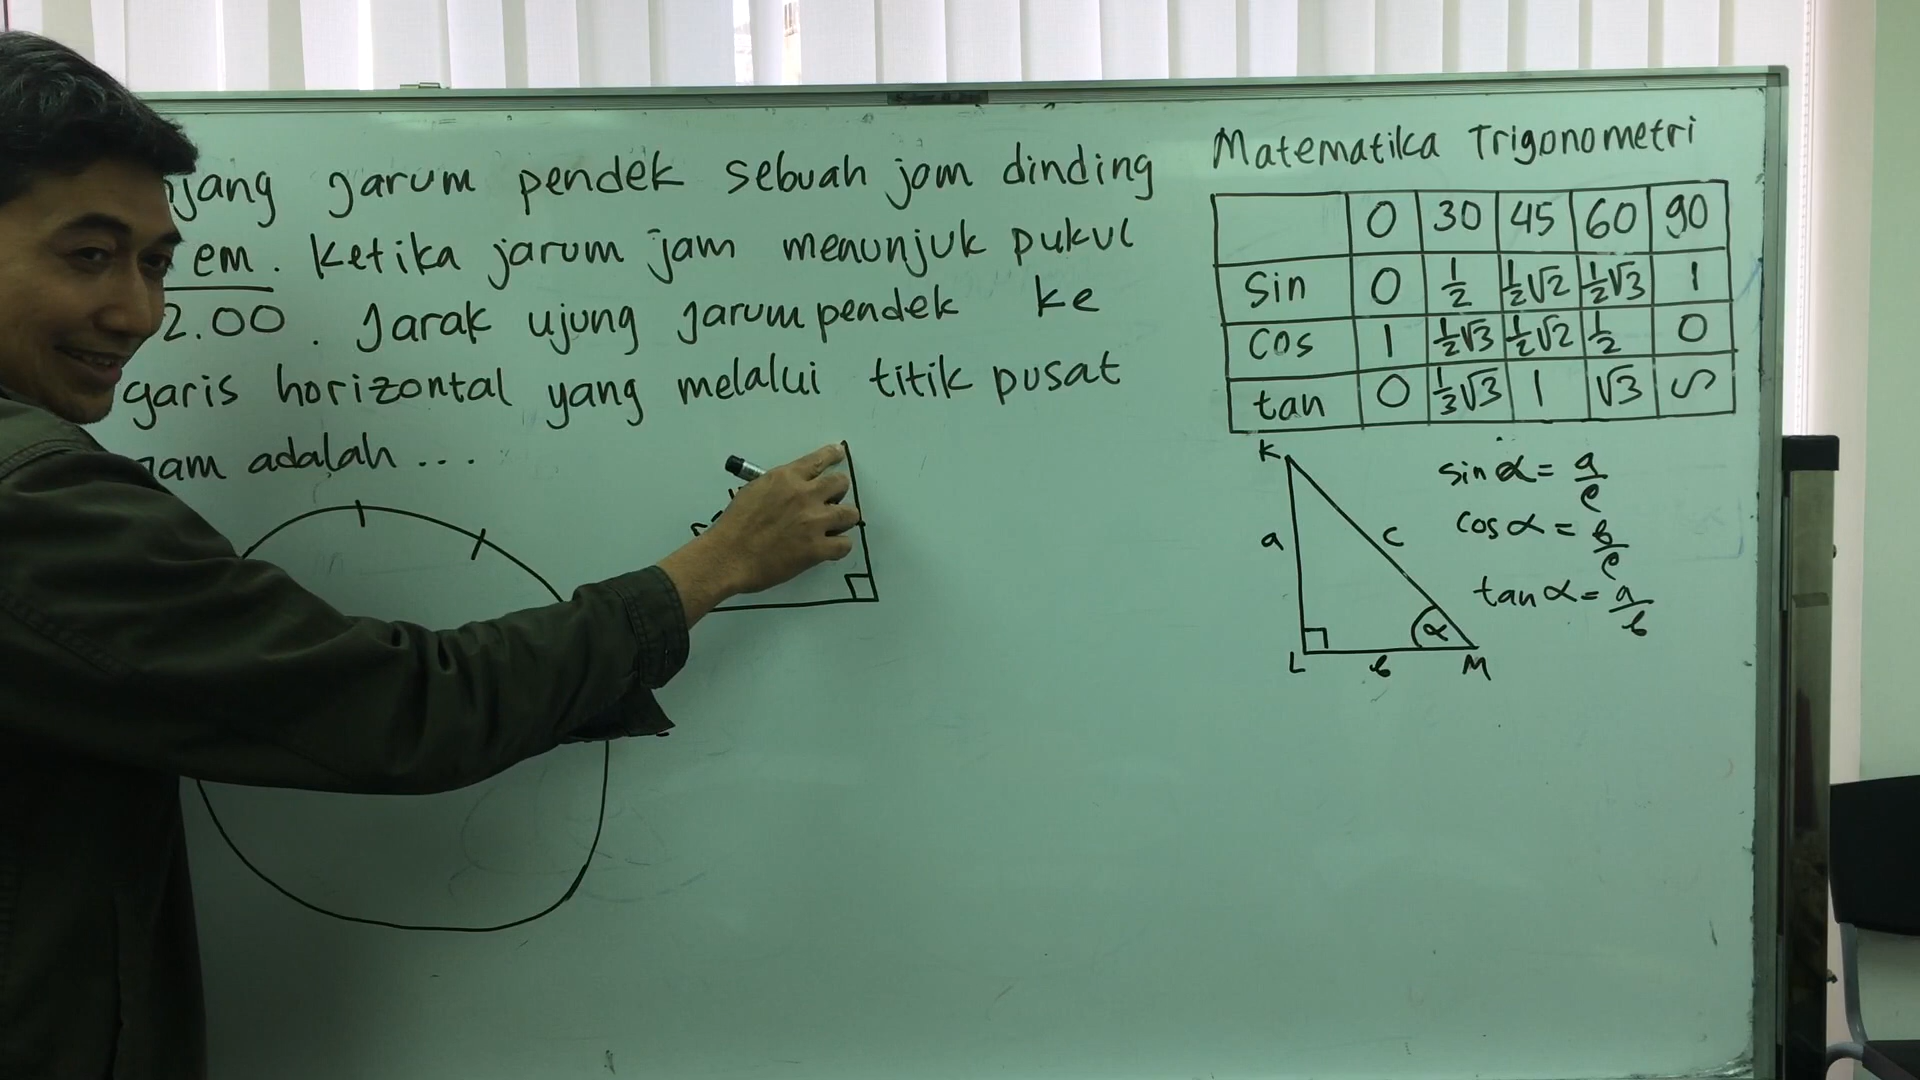 jang jarum pendek sebuah jam dinding
em. Ketika jarum jam menunjuk pukul
2.00. Jarak ujung jarum pendek ke
garis horizontal yang melalui titik pusat
jam adalah ...
Matematika Trigonometri
0 30 45 60 90
Sin 0 1/2 1/2√2 1/2√3 1
Cos 1 1/2√3 1/2√2 1/2 0
tan 0 1/3√3 1 √3 ∽
K
a
c
L
b
M
α
sin α = a/c
cos α = b/c
tan α = a/b